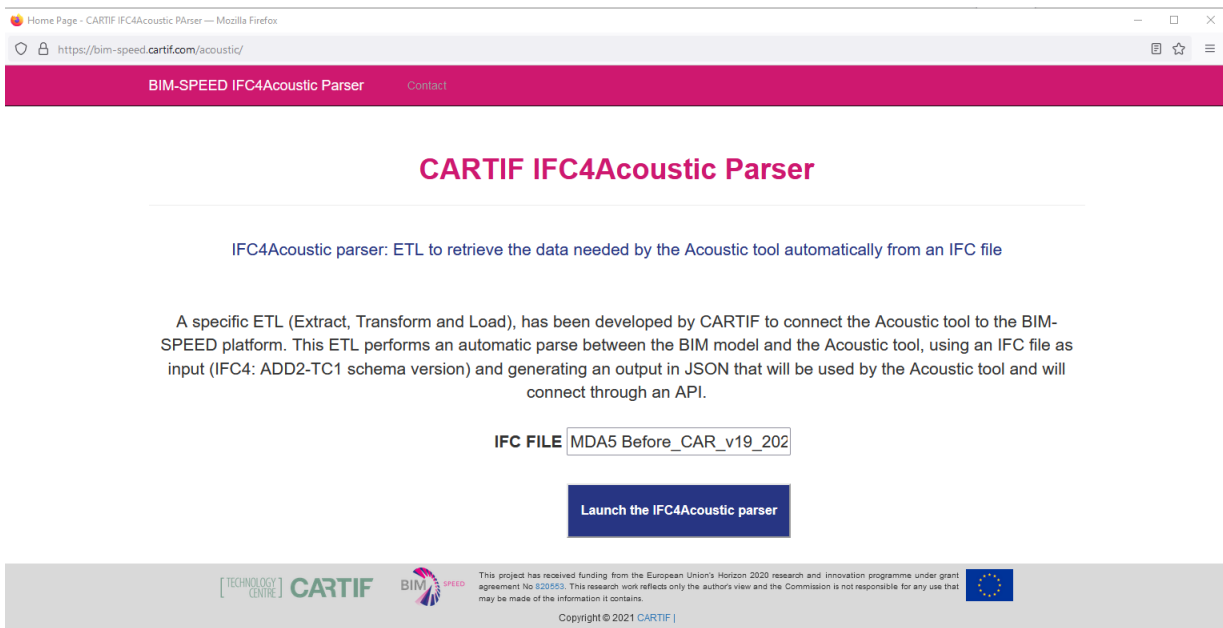 Home Page - CARTIF IFC4Acoustic PArser — Mozilla Firefox
https://bim-speed.cartif.com/acoustic/
BIM-SPEED IFC4Acoustic Parser Contact
CARTIF IFC4Acoustic Parser
IFC4Acoustic parser: ETL to retrieve the data needed by the Acoustic tool automatically from an IFC file
A specific ETL (Extract, Transform and Load), has been developed by CARTIF to connect the Acoustic tool to the BIM-
SPEED platform. This ETL performs an automatic parse between the BIM model and the Acoustic tool, using an IFC file as
input (IFC4: ADD2-TC1 schema version) and generating an output in JSON that will be used by the Acoustic tool and will
connect through an API.
IFC FILE MDA5 Before_CAR_v19_202
Launch the IFC4Acoustic parser
[TECHNOLOGY CENTRE] CARTIF
BIM SPEED
This project has received funding from the European Union's Horizon 2020 research and innovation programme under grant
agreement No 820553. This research work reflects only the author's view and the Commission is not responsible for any use that
may be made of the information it contains.
Copyright © 2021 CARTIF |